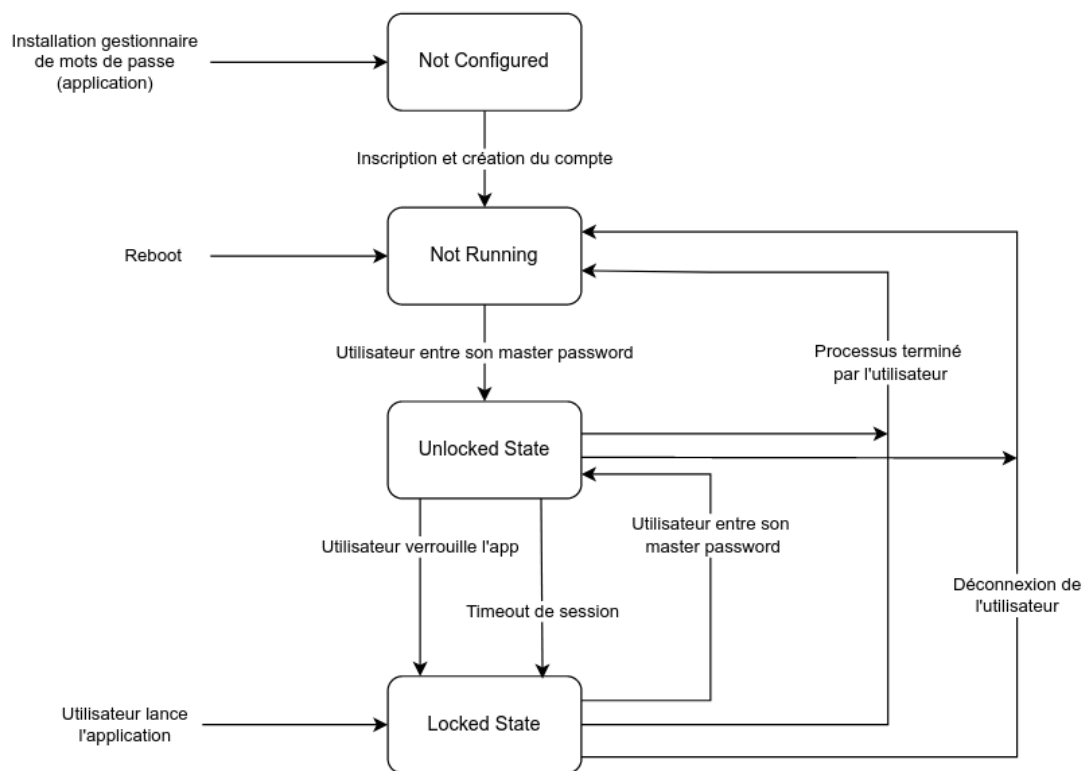 Installation gestionnaire
de mots de passe
(application)
Not Configured
Inscription et création du compte
Reboot
Not Running
Utilisateur entre son master password
Processus terminé
par l'utilisateur
Unlocked State
Utilisateur verrouille l'app
Utilisateur entre son
master password
Timeout de session
Déconnexion de
l'utilisateur
Utilisateur lance
l'application
Locked State